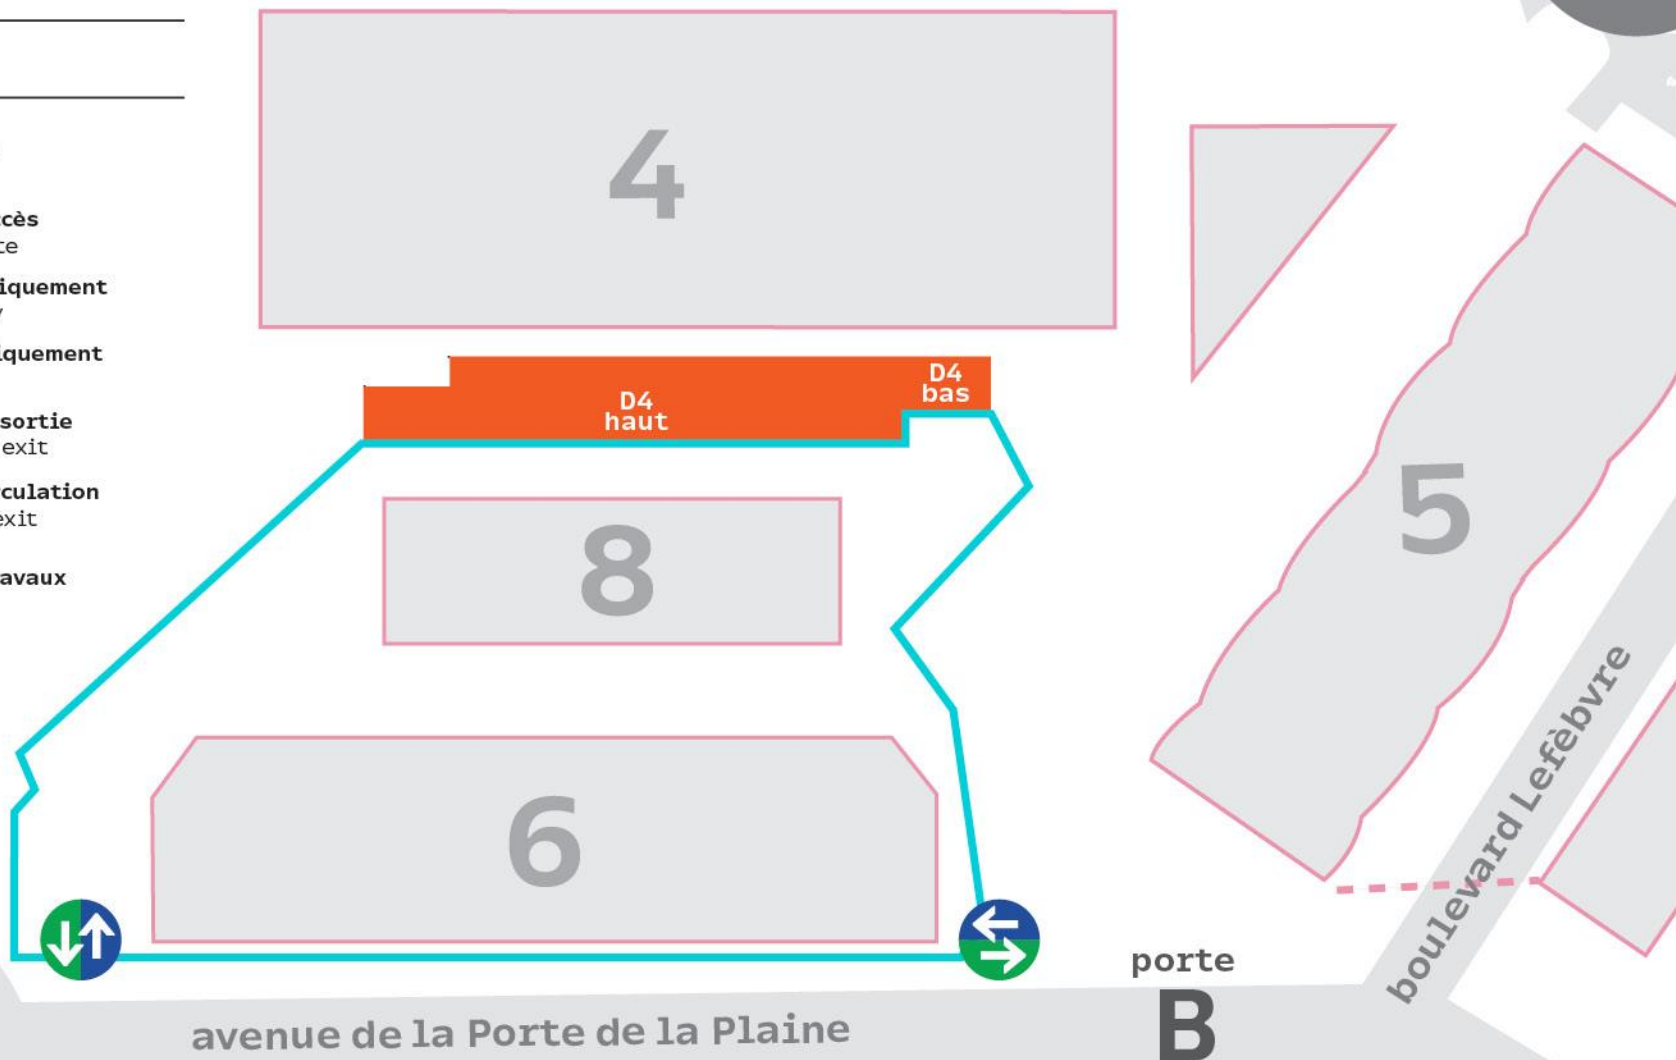 ccès
te
iquement
iquement
sortie
exit
culation
exit
avaux
4
D4
haut
D4
bas
8
5
6
boulevard Lefèbvre
porte
B
avenue de la Porte de la Plaine